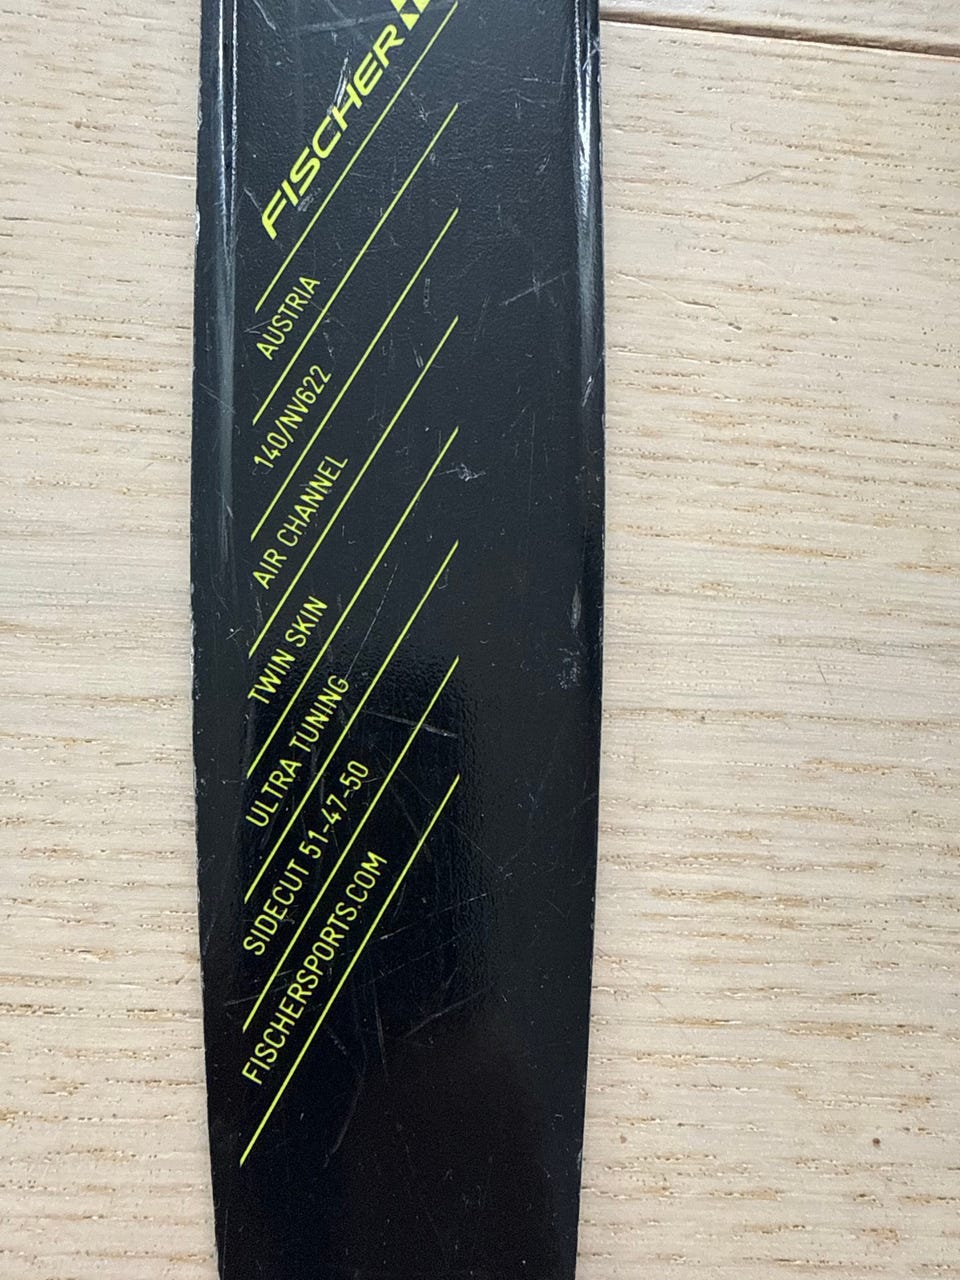 FISCHER
AUSTRIA
140/NV622
AIR CHANNEL
TWIN SKIN
ULTRA TUNING
SIDECUT 51-47-50
FISCHERSPORTS.COM